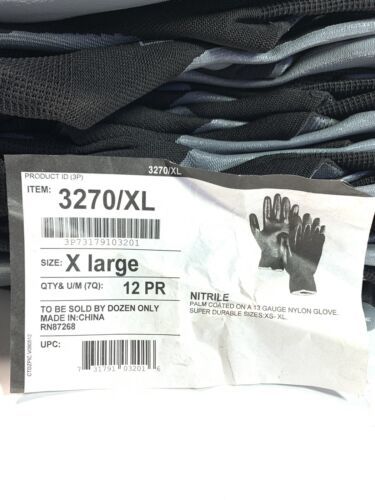 PRODUCT ID (3P)
3270/XL
ITEM: 3270/XL
3P73179103201
SIZE: X large
QTY& U/M (7Q): 12 PR
TO BE SOLD BY DOZEN ONLY
MADE IN:CHINA
RN87268
UPC:
7 31791 03201 6
NITRILE
PALM COATED ON A 13 GAUGE NYLON GLOVE.
SUPER DURABLE SIZES:XS- XL.